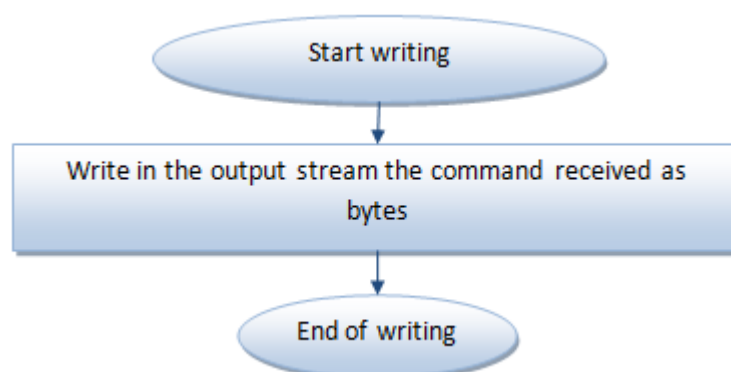 Start writing
Write in the output stream the command received as
bytes
End of writing